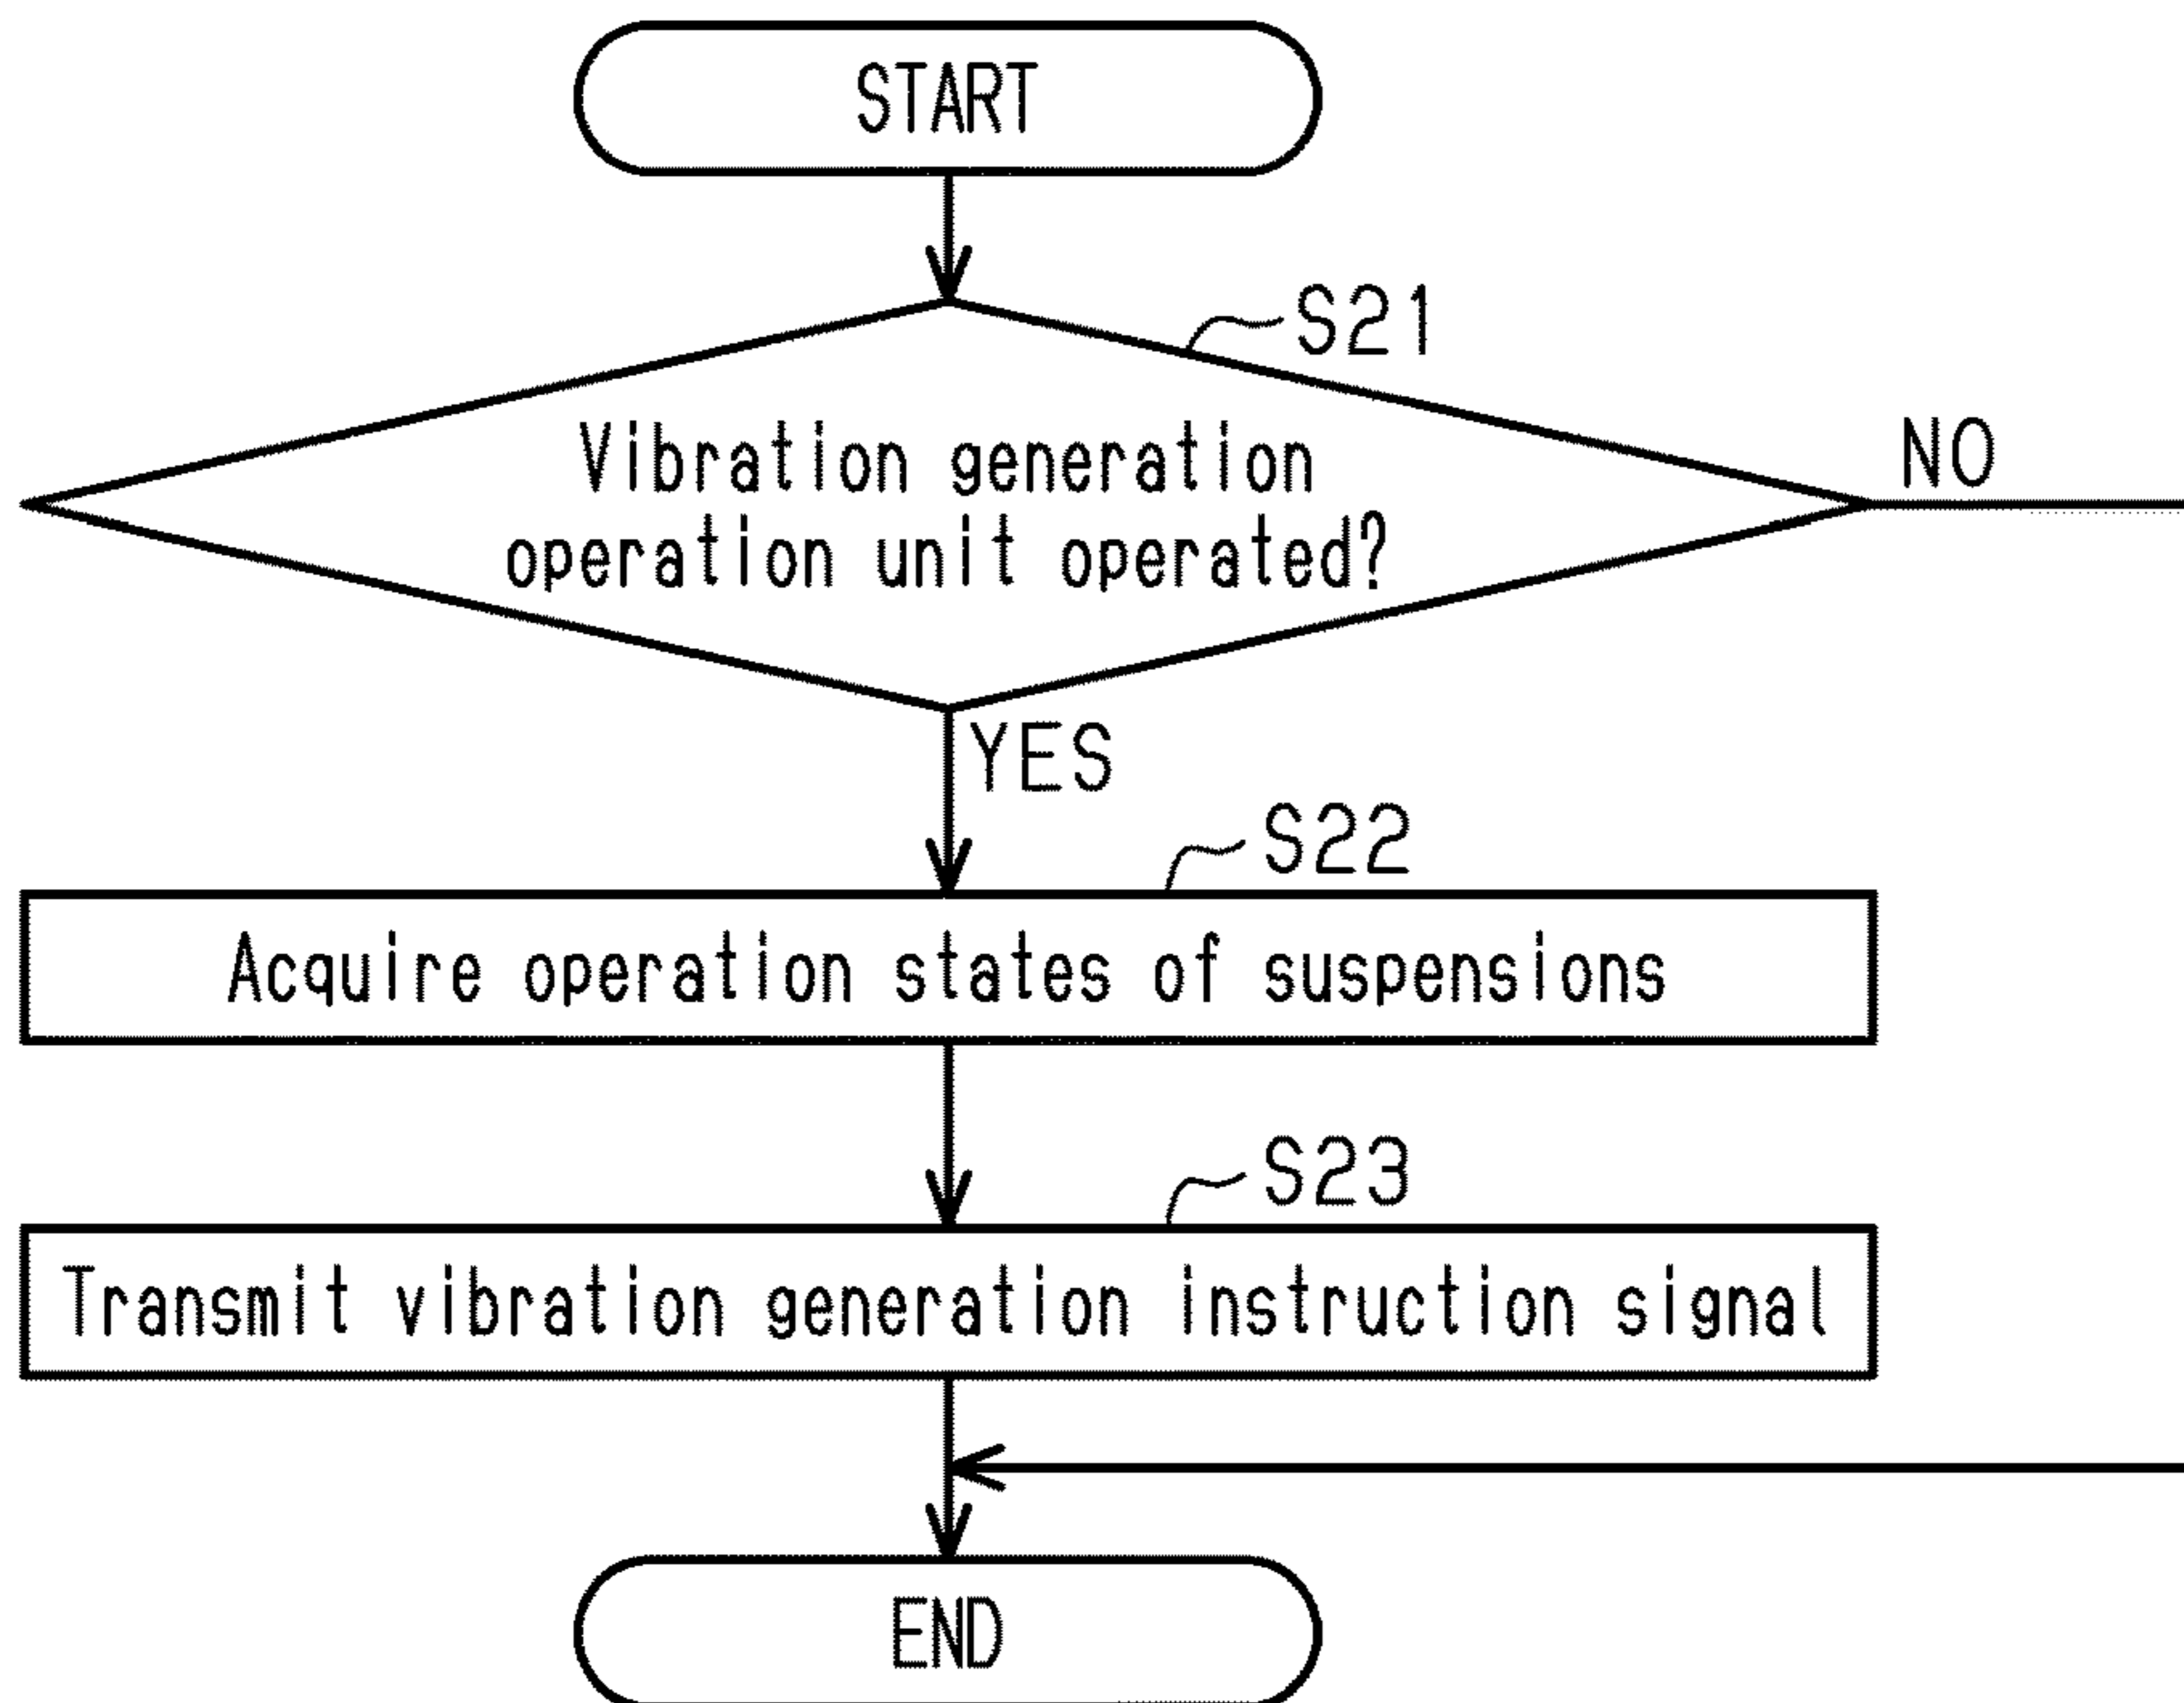 START
S21
Vibration generation
operation unit operated?
NO
YES
S22
Acquire operation states of suspensions
S23
Transmit vibration generation instruction signal
END